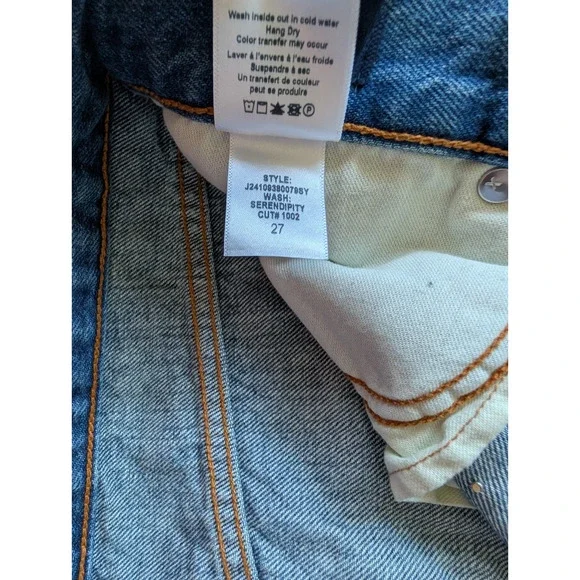 Wash inside out in cold water
Hang Dry
Color transfer may occur
Laver à l'envers à l'eau froide
Suspendre à sec
Un transfert de couleur
peut se produire
STYLE:
J24109380079SY
WASH:
SERENDIPITY
CUT# 1002
27